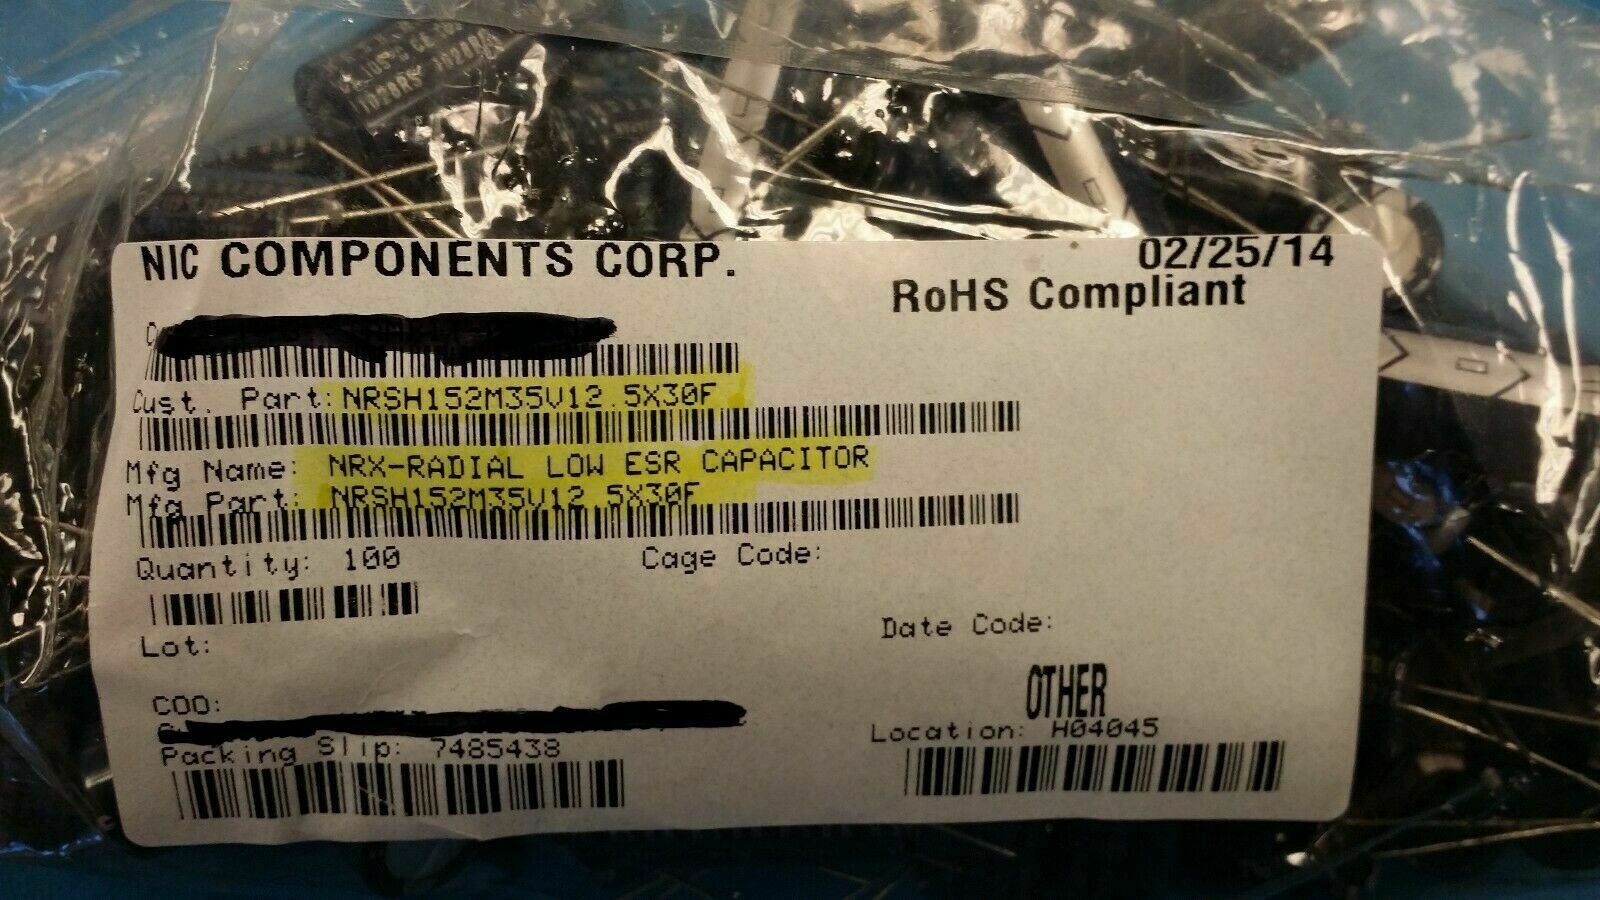 NIC COMPONENTS CORP.
02/25/14
RoHS Compliant
Cust. Part: NRSH152M35V12.5X30F
Mfg Name: NRX-RADIAL LOW ESR CAPACITOR
Mfg Part: NRSH152M35V12.5X30F
Quantity: 100
Cage Code:
Lot:
Date Code:
COO:
OTHER
Packing Slip: 7485438
Location: H04045